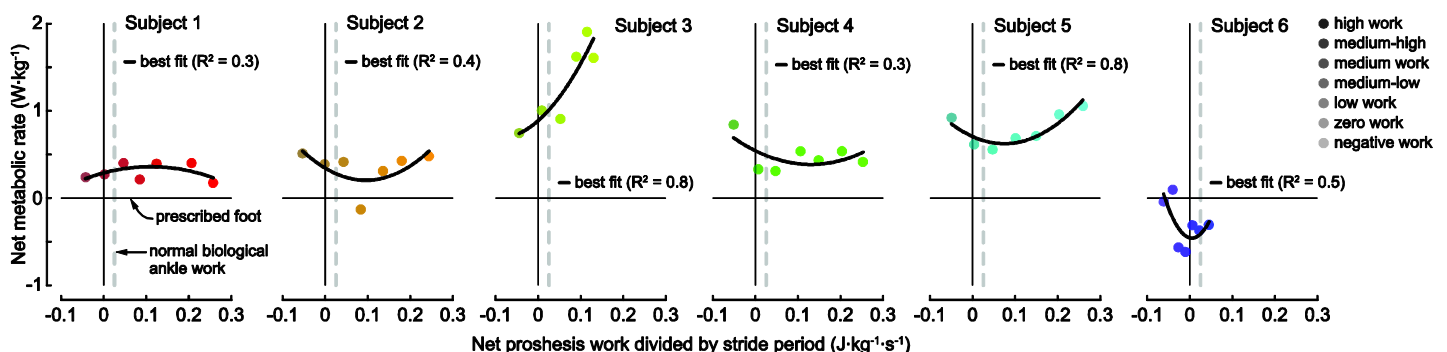 Subject 1
Subject 2
Subject 3
Subject 4
Subject 5
Subject 6
best fit (R² = 0.3)
best fit (R² = 0.4)
best fit (R² = 0.8)
best fit (R² = 0.3)
best fit (R² = 0.8)
best fit (R² = 0.5)
high work
medium-high
medium work
medium-low
low work
zero work
negative work
Net metabolic rate (W·kg⁻¹)
2
1
0
-1
prescribed foot
normal biological
ankle work
-0.1 0 0.1 0.2 0.3
-0.1 0 0.1 0.2 0.3
-0.1 0 0.1 0.2 0.3
-0.1 0 0.1 0.2 0.3
-0.1 0 0.1 0.2 0.3
-0.1 0 0.1 0.2 0.3
Net proshesis work divided by stride period (J·kg⁻¹·s⁻¹)